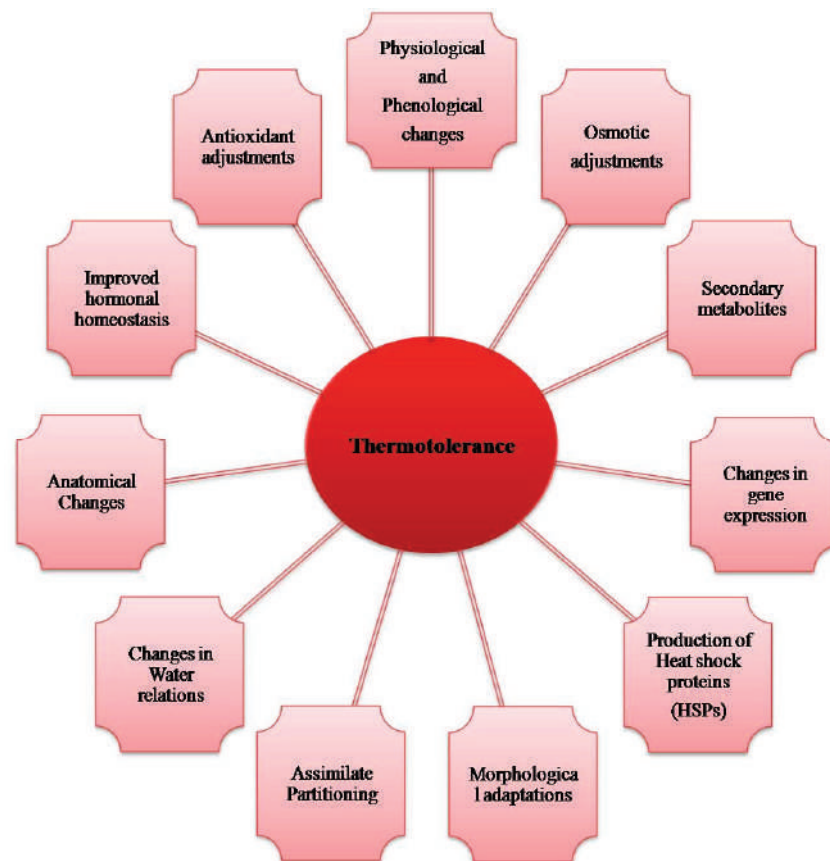 Physiological
and
Phenological
changes
Osmotic
adjustments
Secondary
metabolites
Changes in
gene
expression
Production of
Heat shock
proteins
(HSPs)
Morphologica
l adaptations
Assimilate
Partitioning
Changes in
Water
relations
Anatomical
Changes
Improved
hormonal
homeostasis
Antioxidant
adjustments
Thermotolerance